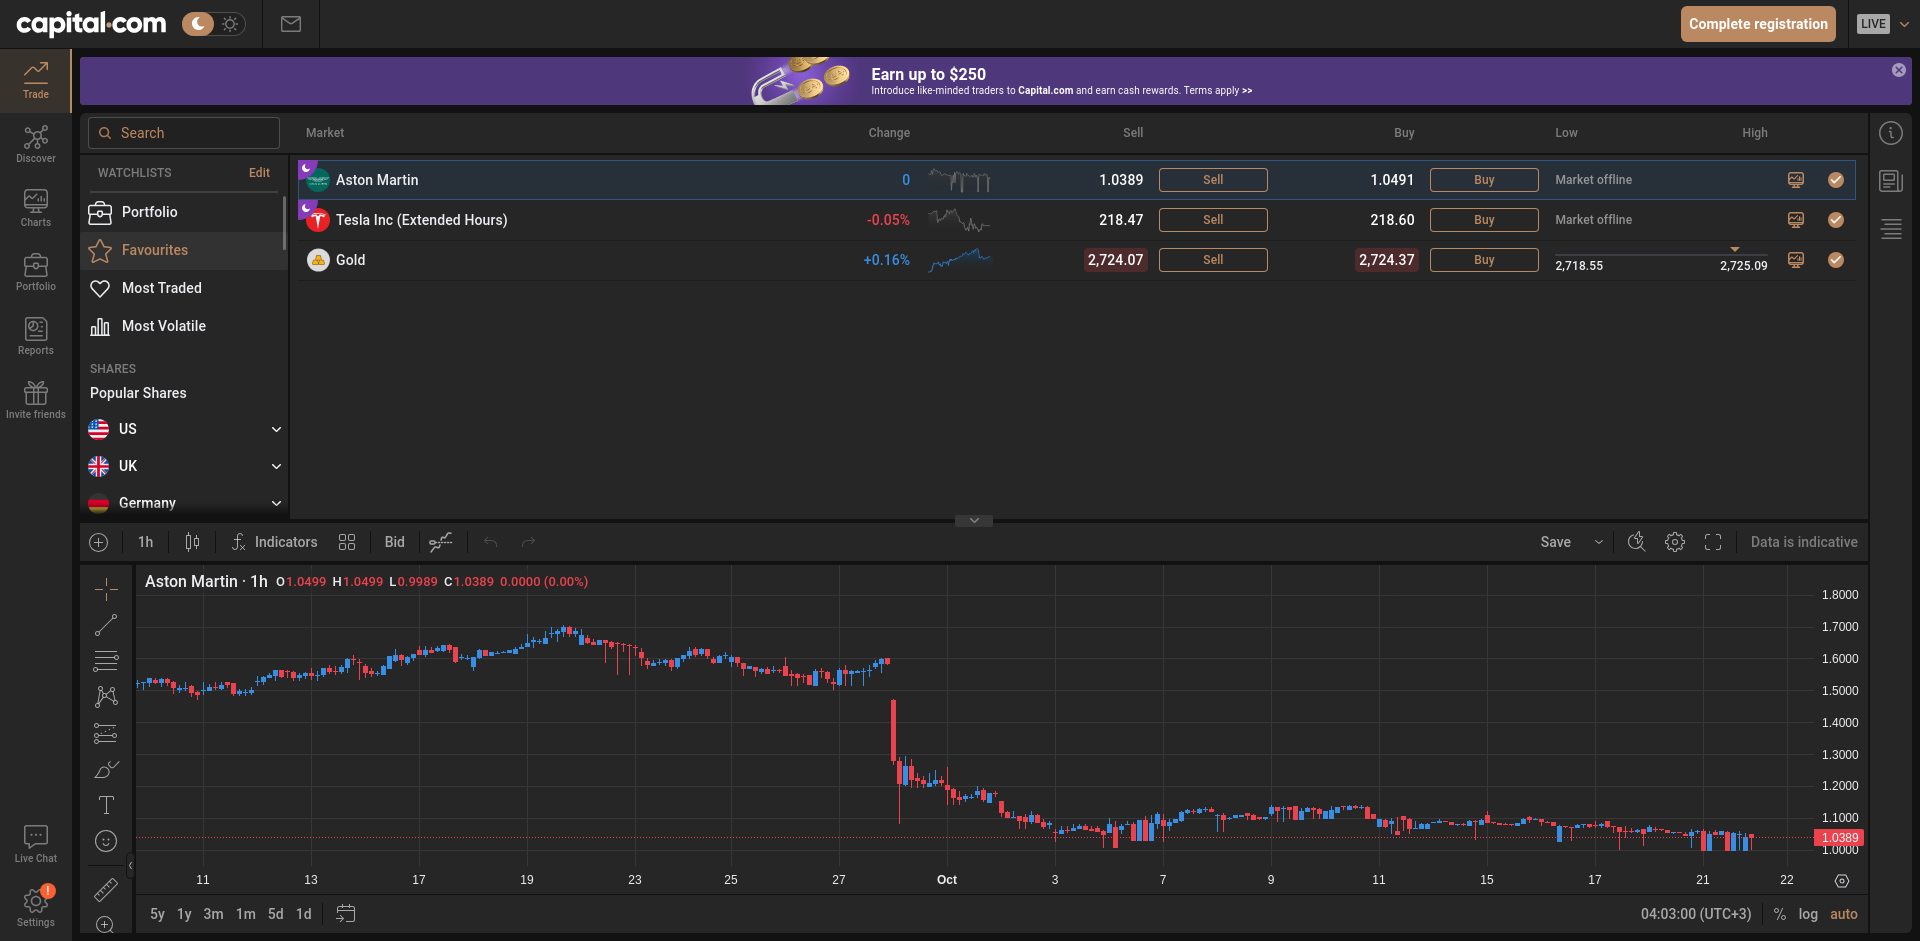 capital.com
Complete registration
LIVE
Trade
Discover
Charts
Portfolio
Reports
Invite friends
Live Chat
!
Settings
Earn up to $250
Introduce like-minded traders to Capital.com and earn cash rewards. Terms apply >>
Search
WATCHLISTS Edit
Portfolio
Favourites
Most Traded
Most Volatile
SHARES
Popular Shares
US
UK
Germany
Market Change Sell Buy Low High
Aston Martin 0 1.0389 Sell 1.0491 Buy Market offline
Tesla Inc (Extended Hours) -0.05% 218.47 Sell 218.60 Buy Market offline
Gold +0.16% 2,724.07 Sell 2,724.37 Buy 2,718.55 2,725.09
1h Indicators Bid Save Data is indicative
Aston Martin · 1h O1.0499 H1.0499 L0.9989 C1.0389 0.0000 (0.00%)
1.8000
1.7000
1.6000
1.5000
1.4000
1.3000
1.2000
1.1000
1.0389
1.0000
11 13 17 19 23 25 27 Oct 3 7 9 11 15 17 21 22
5y 1y 3m 1m 5d 1d 04:03:00 (UTC+3) % log auto